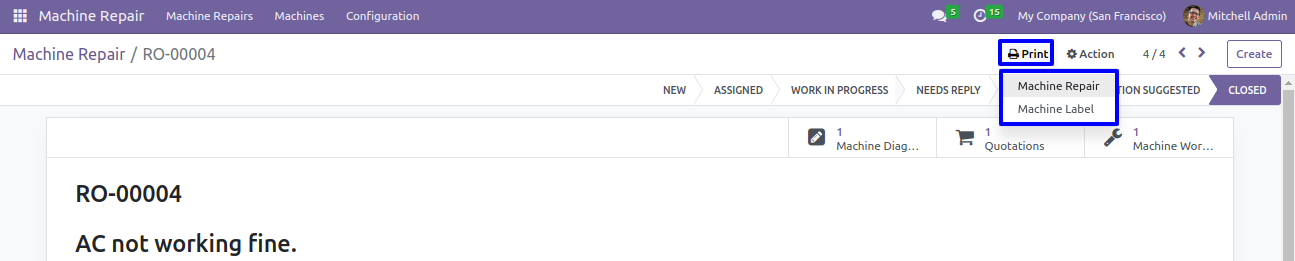 Machine Repair Machine Repairs Machines Configuration 5 15 My Company (San Francisco) Mitchell Admin
Machine Repair / RO-00004 Print Action 4 / 4 Create
NEW ASSIGNED WORK IN PROGRESS NEEDS REPLY TION SUGGESTED CLOSED
Machine Repair
Machine Label
1 Machine Diag...
1 Quotations
1 Machine Wor...
RO-00004
AC not working fine.